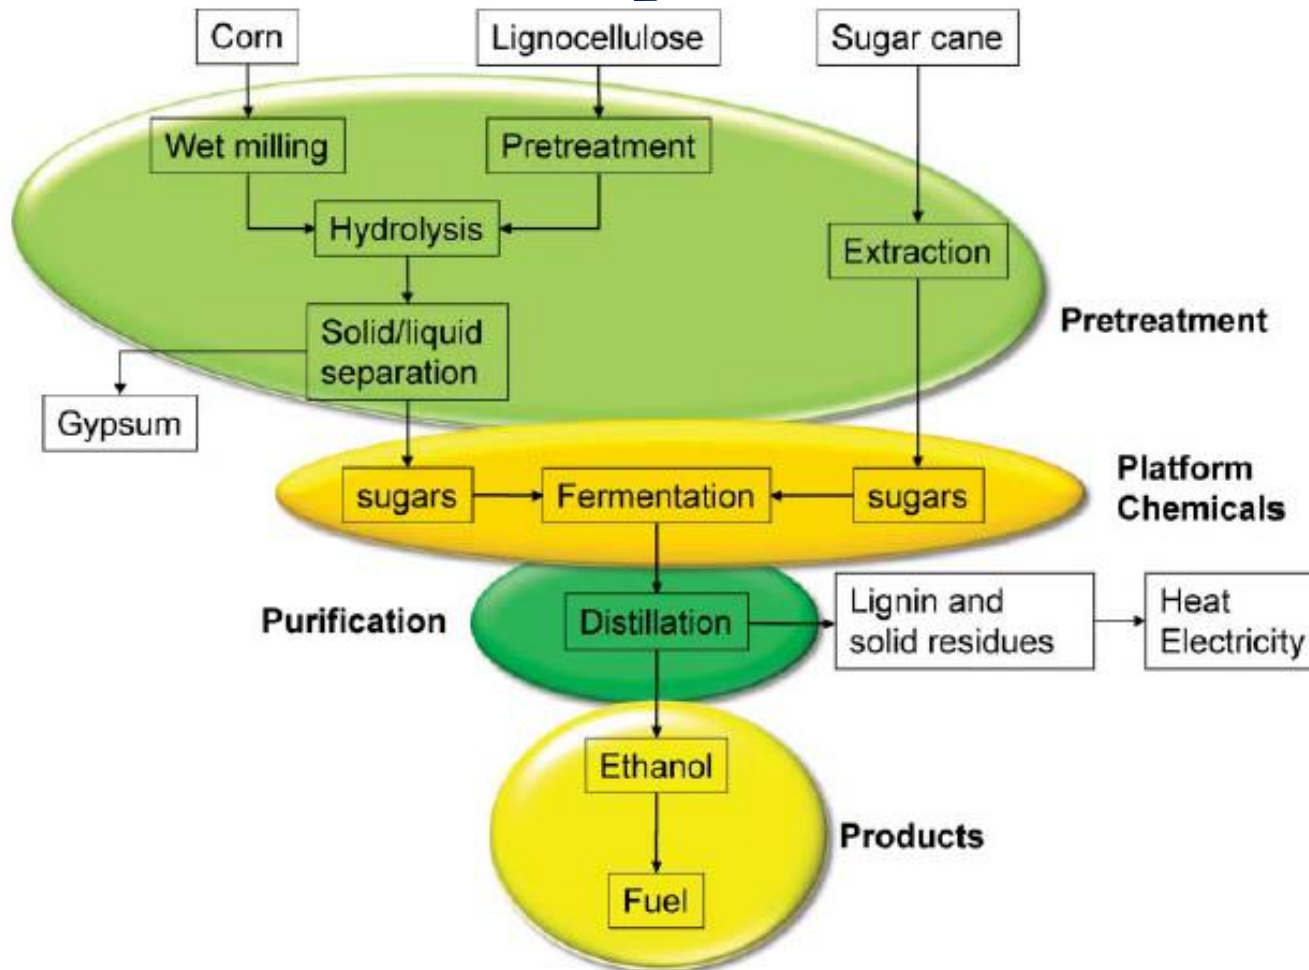 Corn
Lignocellulose
Sugar cane
Wet milling
Pretreatment
Hydrolysis
Extraction
Pretreatment
Solid/liquid
separation
Gypsum
sugars
Fermentation
sugars
Platform
Chemicals
Purification
Distillation
Lignin and
solid residues
Heat
Electricity
Ethanol
Products
Fuel